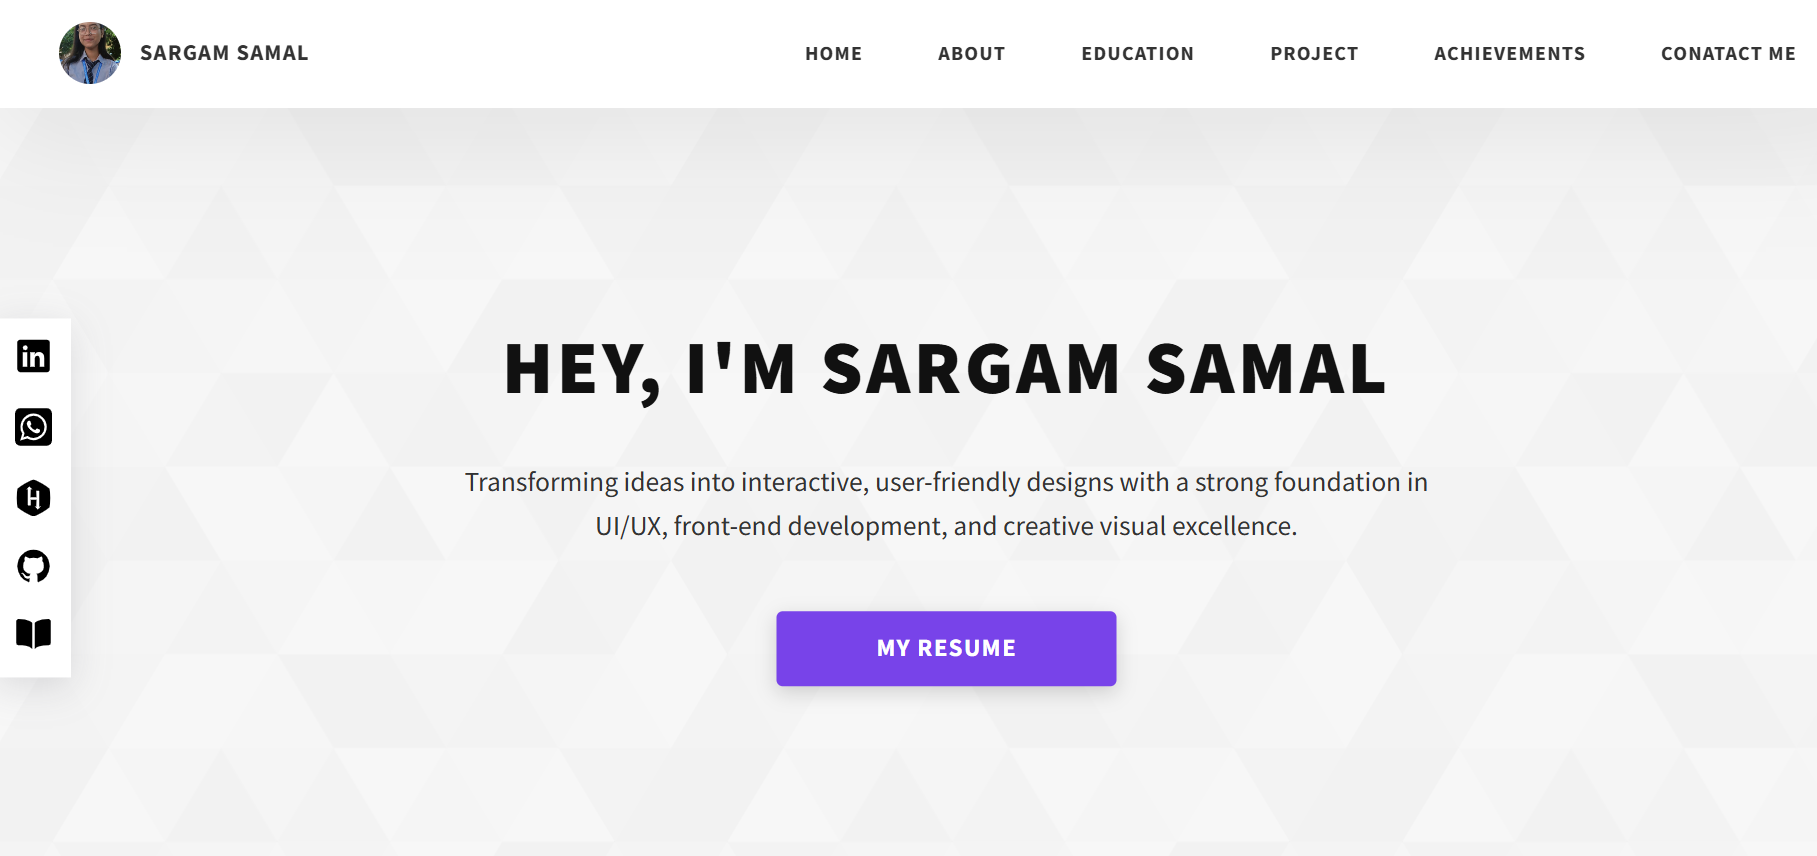 SARGAM SAMAL
HOME ABOUT EDUCATION PROJECT ACHIEVEMENTS CONATACT ME
HEY, I'M SARGAM SAMAL
Transforming ideas into interactive, user-friendly designs with a strong foundation in
UI/UX, front-end development, and creative visual excellence.
MY RESUME
in
H